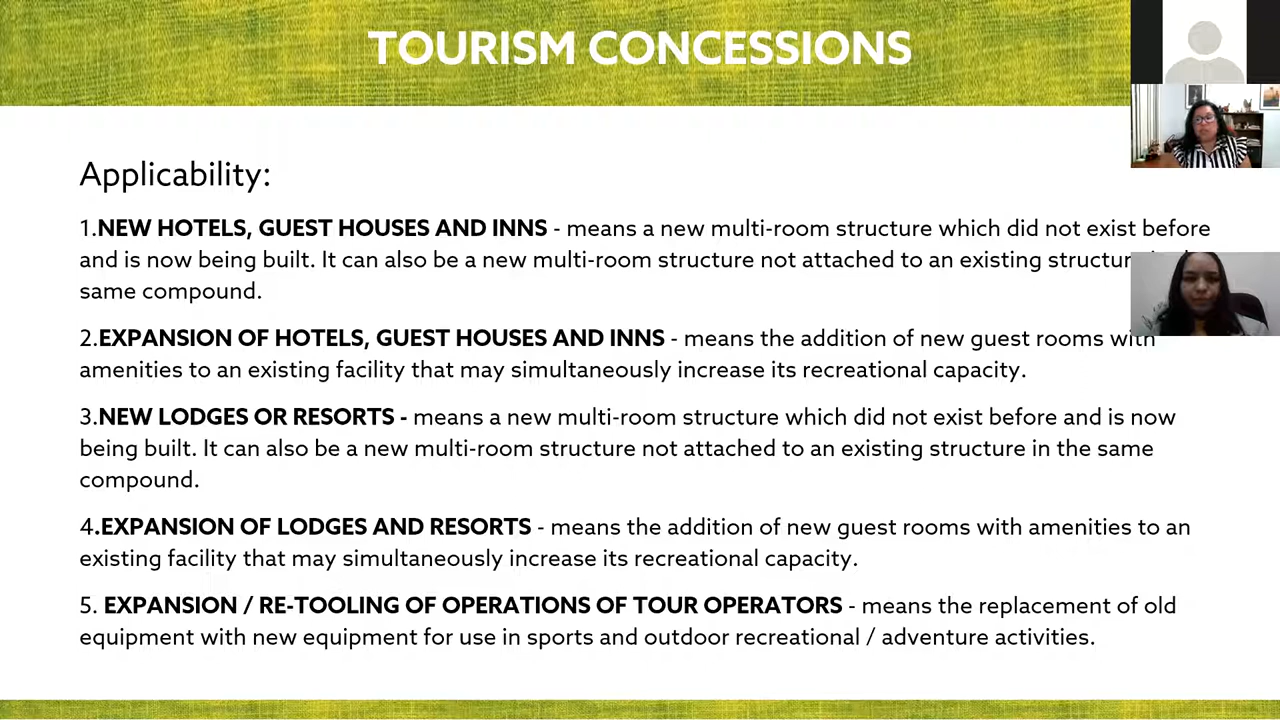 TOURISM CONCESSIONS
Applicability:
1.NEW HOTELS, GUEST HOUSES AND INNS - means a new multi-room structure which did not exist before
and is now being built. It can also be a new multi-room structure not attached to an existing
same compound.
2.EXPANSION OF HOTELS, GUEST HOUSES AND INNS - means the addition of new guest rooms with
amenities to an existing facility that may simultaneously increase its recreational capacity.
3.NEW LODGES OR RESORTS - means a new multi-room structure which did not exist before and is now
being built. It can also be a new multi-room structure not attached to an existing structure in the same
compound.
4.EXPANSION OF LODGES AND RESORTS - means the addition of new guest rooms with amenities to an
existing facility that may simultaneously increase its recreational capacity.
5. EXPANSION / RE-TOOLING OF OPERATIONS OF TOUR OPERATORS - means the replacement of old
equipment with new equipment for use in sports and outdoor recreational / adventure activities.